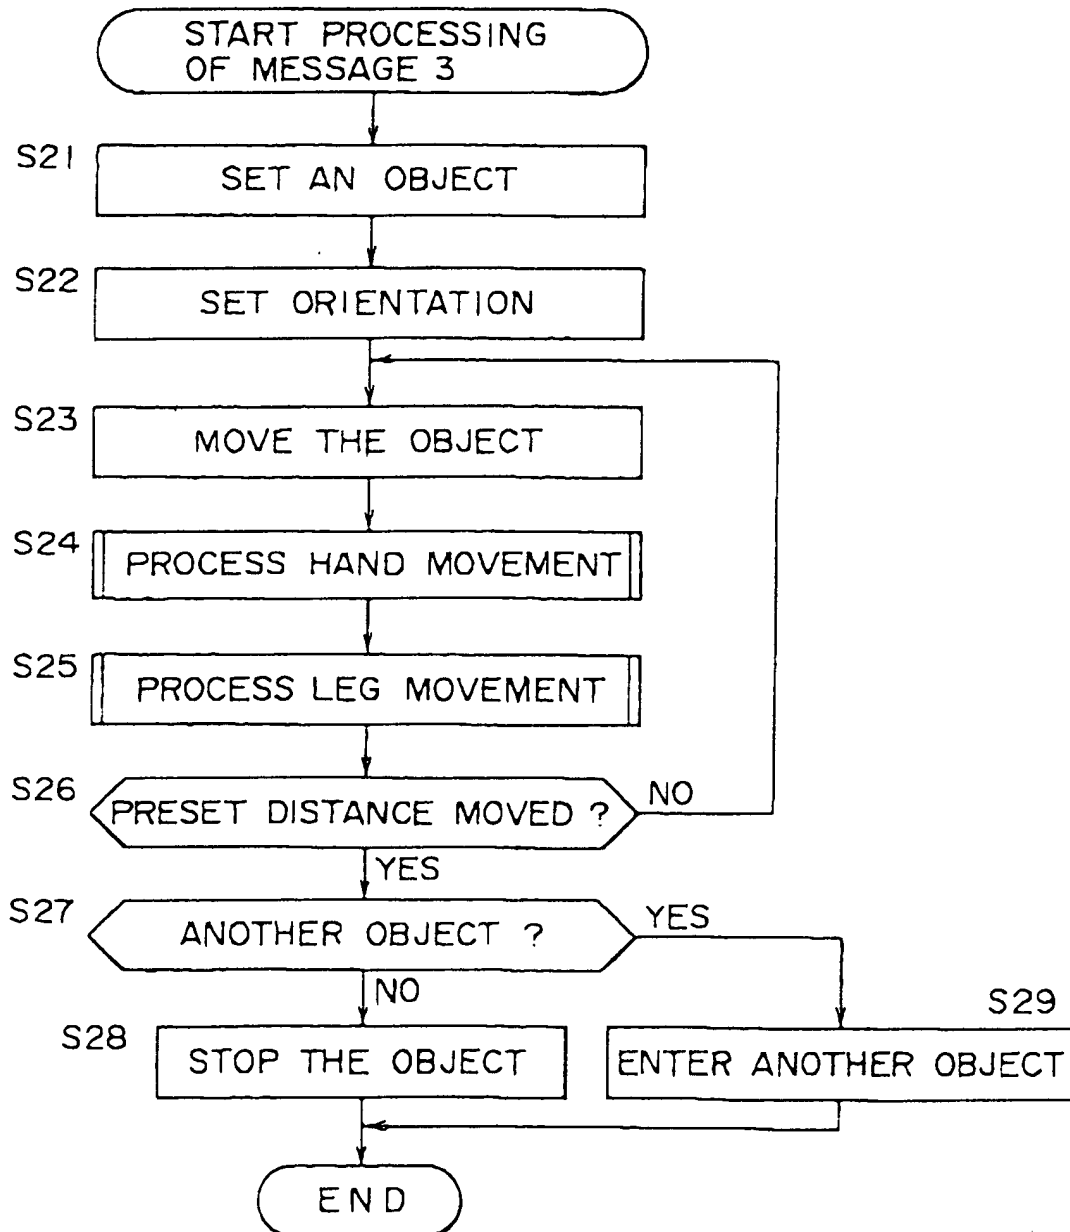 START PROCESSING
OF MESSAGE 3
S21
SET AN OBJECT
S22
SET ORIENTATION
S23
MOVE THE OBJECT
S24
PROCESS HAND MOVEMENT
S25
PROCESS LEG MOVEMENT
S26
PRESET DISTANCE MOVED ?
NO
YES
S27
ANOTHER OBJECT ?
YES
NO
S28
STOP THE OBJECT
S29
ENTER ANOTHER OBJECT
END